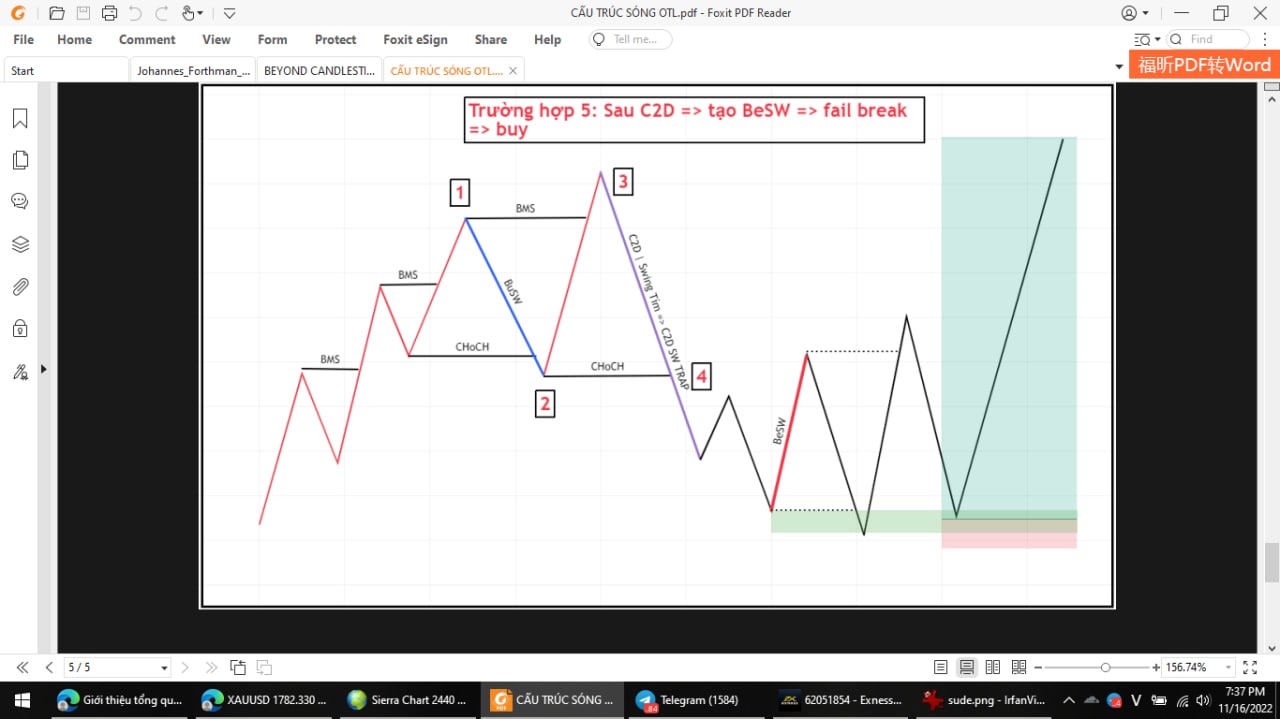 CẤU TRÚC SÓNG OTL.pdf - Foxit PDF Reader
File Home Comment View Form Protect Foxit eSign Share Help Tell me... Find
福昕PDF转Word
Start Johannes_Forthman_... BEYOND CANDLESTI... CẤU TRÚC SÓNG OTL....
Trường hợp 5: Sau C2D => tạo BeSW => fail break
=> buy
1
3
BMS
BMS
BuSW
C2D | Swing Tím => C2D SW TRAP
CHoCH
BMS
CHoCH
4
2
BeSW
5 / 5
156.74%
Giới thiệu tổng qu...
XAUUSD 1782.330 ...
Sierra Chart 2440 ...
CẤU TRÚC SÓNG ...
Telegram (1584)
62051854 - Exness...
sude.png - IrfanVi...
84
V
7:37 PM
11/16/2022